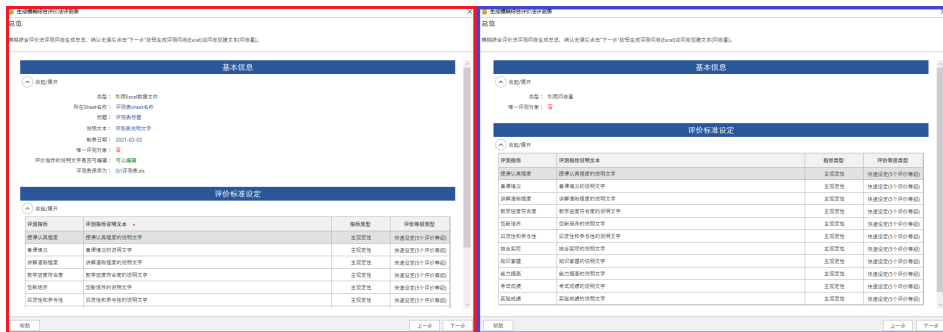 生成模糊综合评价法评测表
总览
模糊综合评价法评测问卷生成总览，确认无误后点击“下一步”按钮生成评测问卷(Excel)或问卷创建文本(问卷星)。
基本信息
收起/展开
类型： 利用Excel数据文件
所在Sheet名称： 评测表sheet名称
标题： 评测表标题
说明文本： 评测表说明文字
制表日期： 2021-03-03
唯一评测对象： 否
评价指标的说明文字是否可编辑： 可以编辑
评测表保存为： G:\评测表.xls
评价标准设定
收起/展开
评测指标 评测指标说明文本 指标类型 评价等级类型
授课认真程度 授课认真程度的说明文字 主观定性 快速设定(5个评价等级)
备课情况 备课情况的说明文字 主观定性 快速设定(5个评价等级)
讲解清晰程度 讲解清晰程度的说明文字 主观定性 快速设定(5个评价等级)
教学进度符合度 教学进度符合度的说明文字 主观定性 快速设定(5个评价等级)
创新培养 创新培养的说明文字 主观定性 快速设定(5个评价等级)
启发性和参与性 启发性和参与性的说明文字 主观定性 快速设定(5个评价等级)
帮助 上一步 下一步
生成模糊综合评价法评测表
总览
模糊综合评价法评测问卷生成总览，确认无误后点击“下一步”按钮生成评测问卷(Excel)或问卷创建文本(问卷星)。
基本信息
收起/展开
类型： 利用问卷星
唯一评测对象： 否
评价标准设定
收起/展开
评测指标 评测指标说明文本 指标类型 评价等级类型
授课认真程度 授课认真程度的说明文字 主观定性 快速设定(5个评价等级)
备课情况 备课情况的说明文字 主观定性 快速设定(5个评价等级)
讲解清晰程度 讲解清晰程度的说明文字 主观定性 快速设定(5个评价等级)
教学进度符合度 教学进度符合度的说明文字 主观定性 快速设定(5个评价等级)
创新培养 创新培养的说明文字 主观定性 快速设定(5个评价等级)
启发性和参与性 启发性和参与性的说明文字 主观定性 快速设定(5个评价等级)
结合实际 结合实际的说明文字 主观定性 快速设定(5个评价等级)
知识掌握 知识掌握的说明文字 主观定性 快速设定(5个评价等级)
能力提高 能力提高的说明文字 主观定性 快速设定(5个评价等级)
考试成绩 考试成绩的说明文字 主观定性 快速设定(5个评价等级)
实验成绩 实验成绩的说明文字 主观定性 快速设定(5个评价等级)
帮助 上一步 下一步